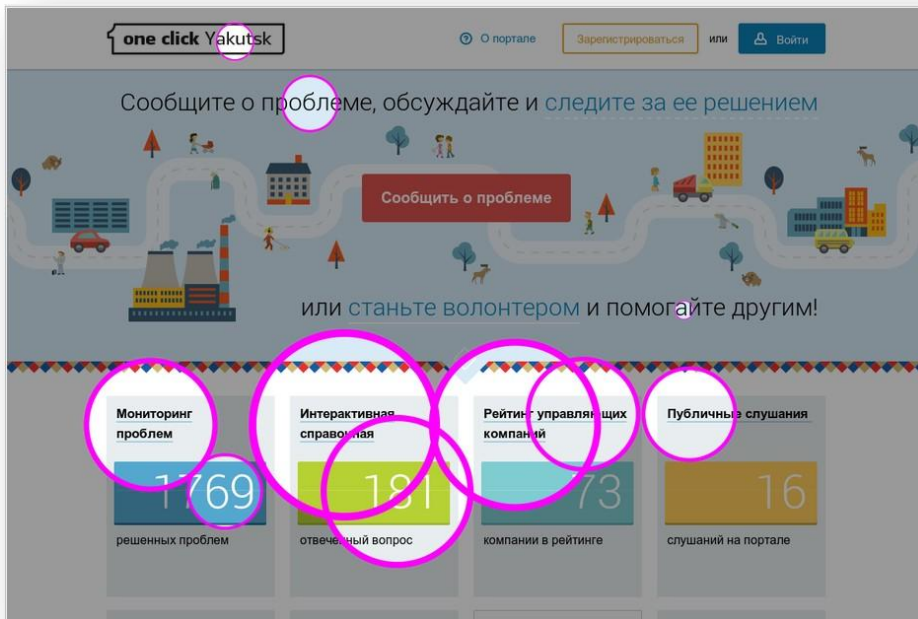 one click Yakutsk
О портале
Зарегистрироваться
или
Войти
Сообщите о проблеме, обсуждайте и следите за ее решением
Сообщить о проблеме
или станьте волонтером и помогайте другим!
Мониторинг
проблем
1769
решенных проблем
Интерактивная
справочная
181
отвеченный вопрос
Рейтинг управляющих
компаний
73
компании в рейтинге
Публичные слушания
16
слушаний на портале